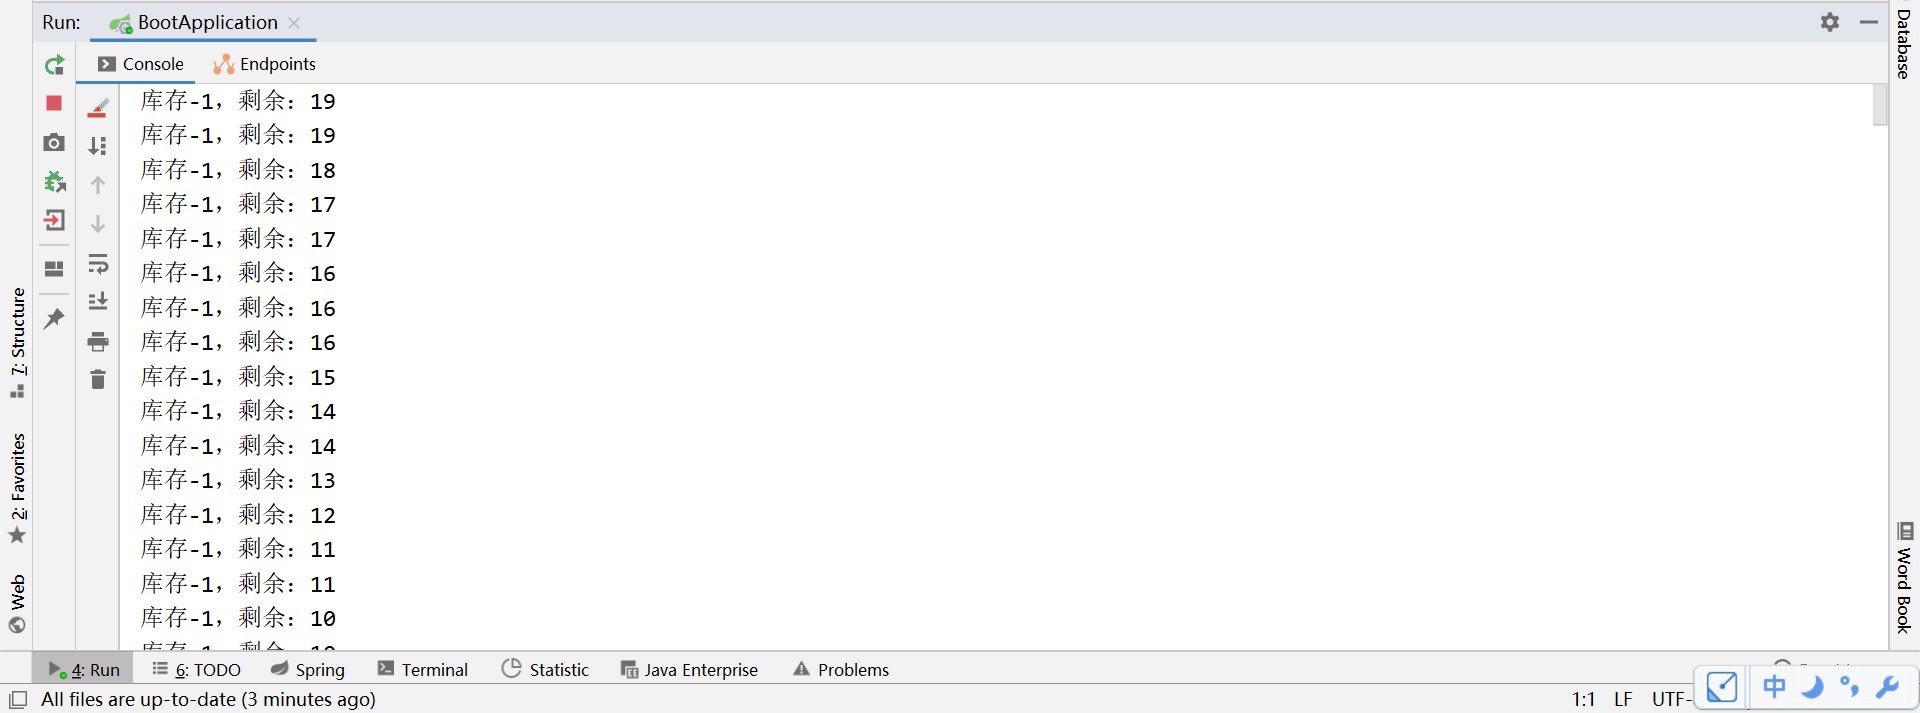 Run: BootApplication
Console Endpoints
库存-1，剩余：19
库存-1，剩余：19
库存-1，剩余：18
库存-1，剩余：17
库存-1，剩余：17
库存-1，剩余：16
库存-1，剩余：16
库存-1，剩余：16
库存-1，剩余：15
库存-1，剩余：14
库存-1，剩余：14
库存-1，剩余：13
库存-1，剩余：12
库存-1，剩余：11
库存-1，剩余：11
库存-1，剩余：10
7: Structure
2: Favorites
Web
Database
Word Book
4: Run 6: TODO Spring Terminal Statistic Java Enterprise Problems
All files are up-to-date (3 minutes ago) 1:1 LF UTF- 中